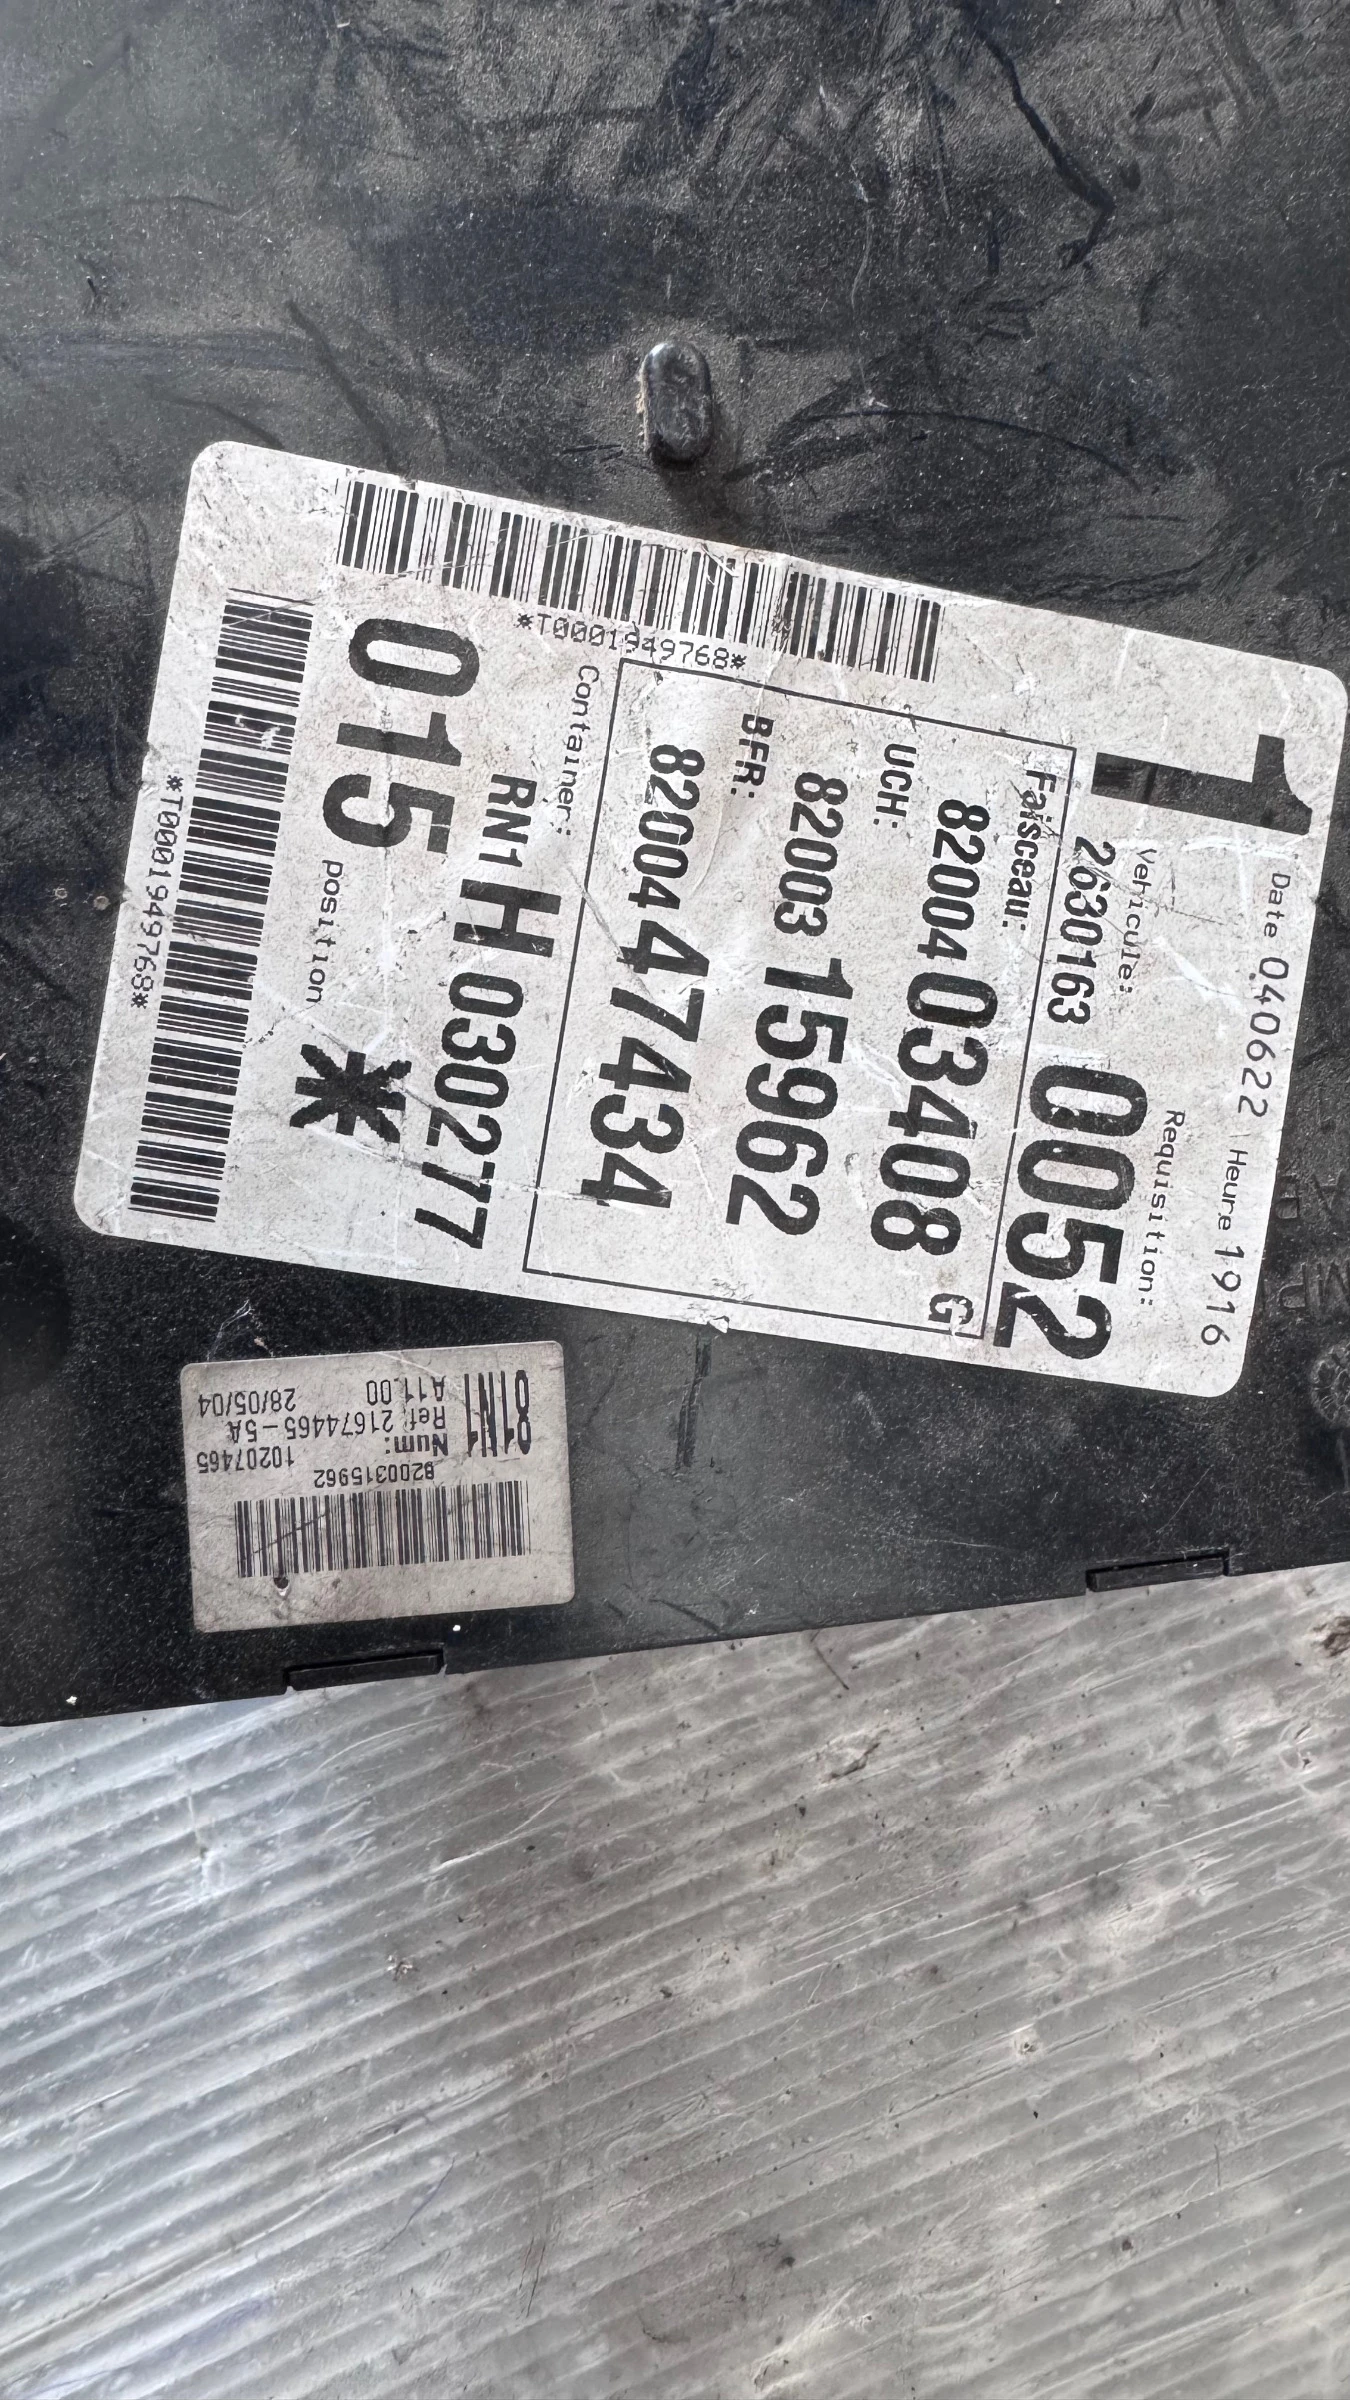 1
Date 040622 Heure 1916
Vehicule: Requisition:
2630163 0052
Faisceau:
8200403408 G
UCH:
8200315962
BFR:
8200447434
*T0001949768*
Container:
RN1 H 030277
015 position *
*T0001949768*
8200315962
Num: 10207465
Ref: 21674465-5A
A11.00 28/05/04
81N1